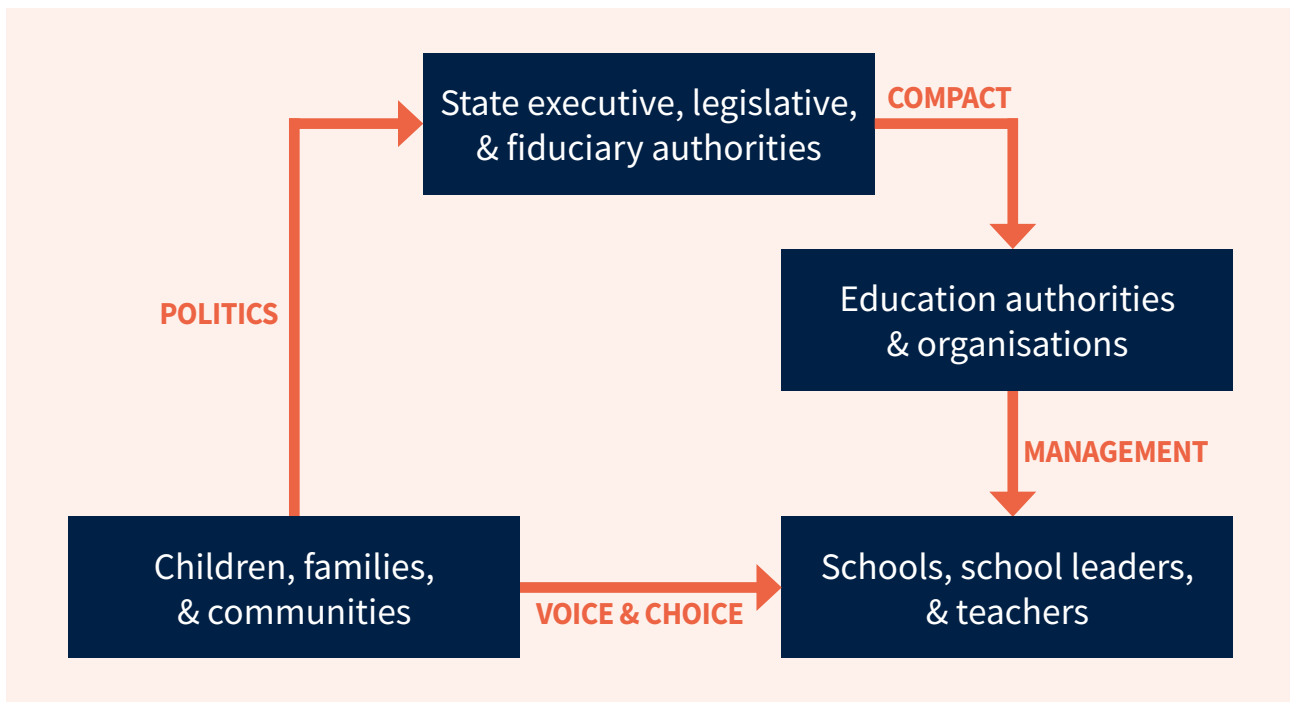 State executive, legislative,
& fiduciary authorities
COMPACT
Education authorities
& organisations
POLITICS
MANAGEMENT
Children, families,
& communities
VOICE & CHOICE
Schools, school leaders,
& teachers